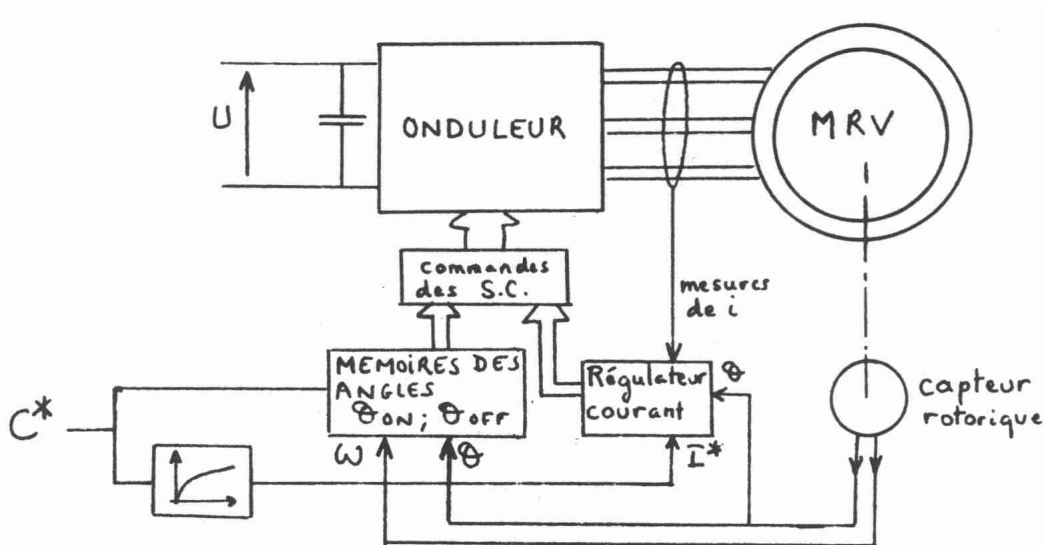 U
ONDULEUR
MRV
commandes
des S.C.
mesures
de i
MEMOIRES DES
ANGLES
θON; θOFF
Régulateur
courant
θ
capteur
rotorique
C*
ω
θ
I*